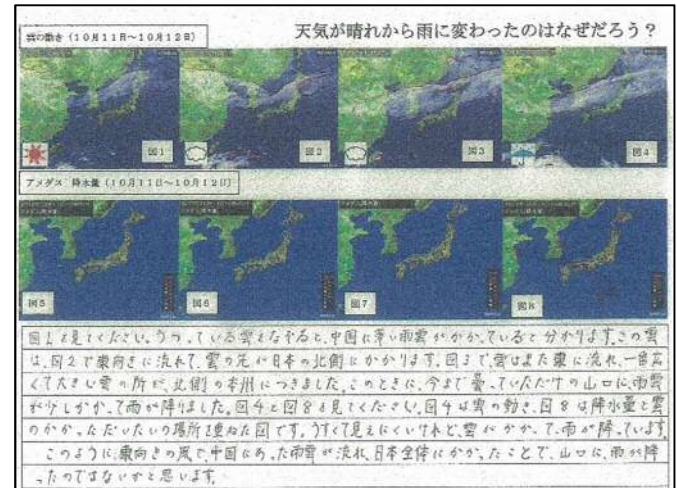 天気が晴れから雨に変わったのはなぜだろう？
雲の動き（10月11日～10月12日）
図1
図2
図3
図4
アメダス 降水量（10月11日～10月12日）
図5
図6
図7
図8
図1を見てください。うつっている雲をなぞると、中国に薄い雨雲がかかっていると分かります。この雲
は、図2で東向きに流れて、雲の先が日本の北側にかかります。図3で雲はまた東に流れ、一番広
くて大きい雲の所が、北側の本州につきました。このときに、今まで曇っていただけの山口に、雨雲
が少しかかって雨が降りました。図4と図8を見てください。図4は雲の動き、図8は降水量と雲
のかかっただいたいの場所を重ねた図です。うすくて見えにくいけれど、雲がかかって、雨が降っています。
このように、東向きの風で、中国にあった雨雲が流れ、日本全体にかかったことで、山口に、雨が降
ったのではないかと思います。